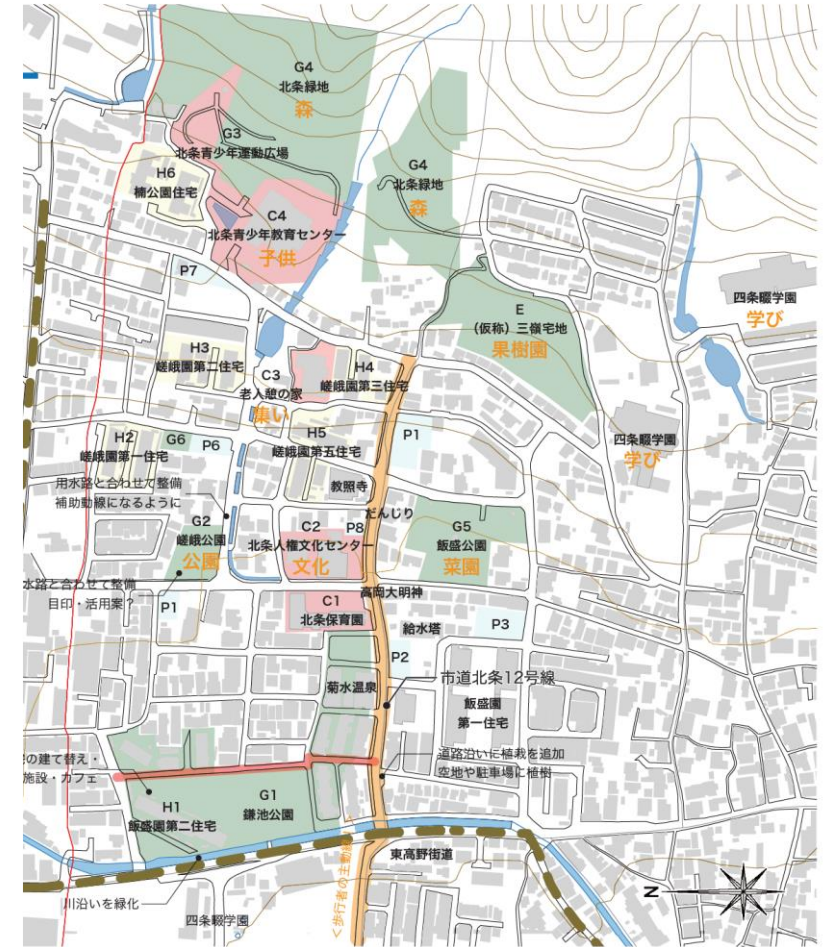 G4
北条緑地
森
G3
北条青少年運動広場
G4
北条緑地
森
H6
楠公園住宅
C4
北条青少年教育センター
子供
P7
四条畷学園
学び
E
（仮称）三嶺宅地
果樹園
H3
嵯峨園第二住宅
C3
老人憩の家
集い
H4
嵯峨園第三住宅
H2
嵯峨園第一住宅
G6
P6
H5
嵯峨園第五住宅
P1
四条畷学園
学び
教照寺
用水路と合わせて整備
補助動線になるように
だんじり
G2
嵯峨公園
公園
C2
P8
北条人権文化センター
文化
G5
飯盛公園
菜園
水路と合わせて整備
目印・活用案？
P1
高岡大明神
C1
北条保育園
給水塔
P3
P2
菊水温泉
市道北条12号線
飯盛園
第一住宅
の建て替え・
施設・カフェ
道路沿いに植栽を追加
空地や駐車場に植樹
H1
飯盛園第二住宅
G1
鎌池公園
東高野街道
川沿いを緑化
四条畷学園
<歩行者の主動線>
N